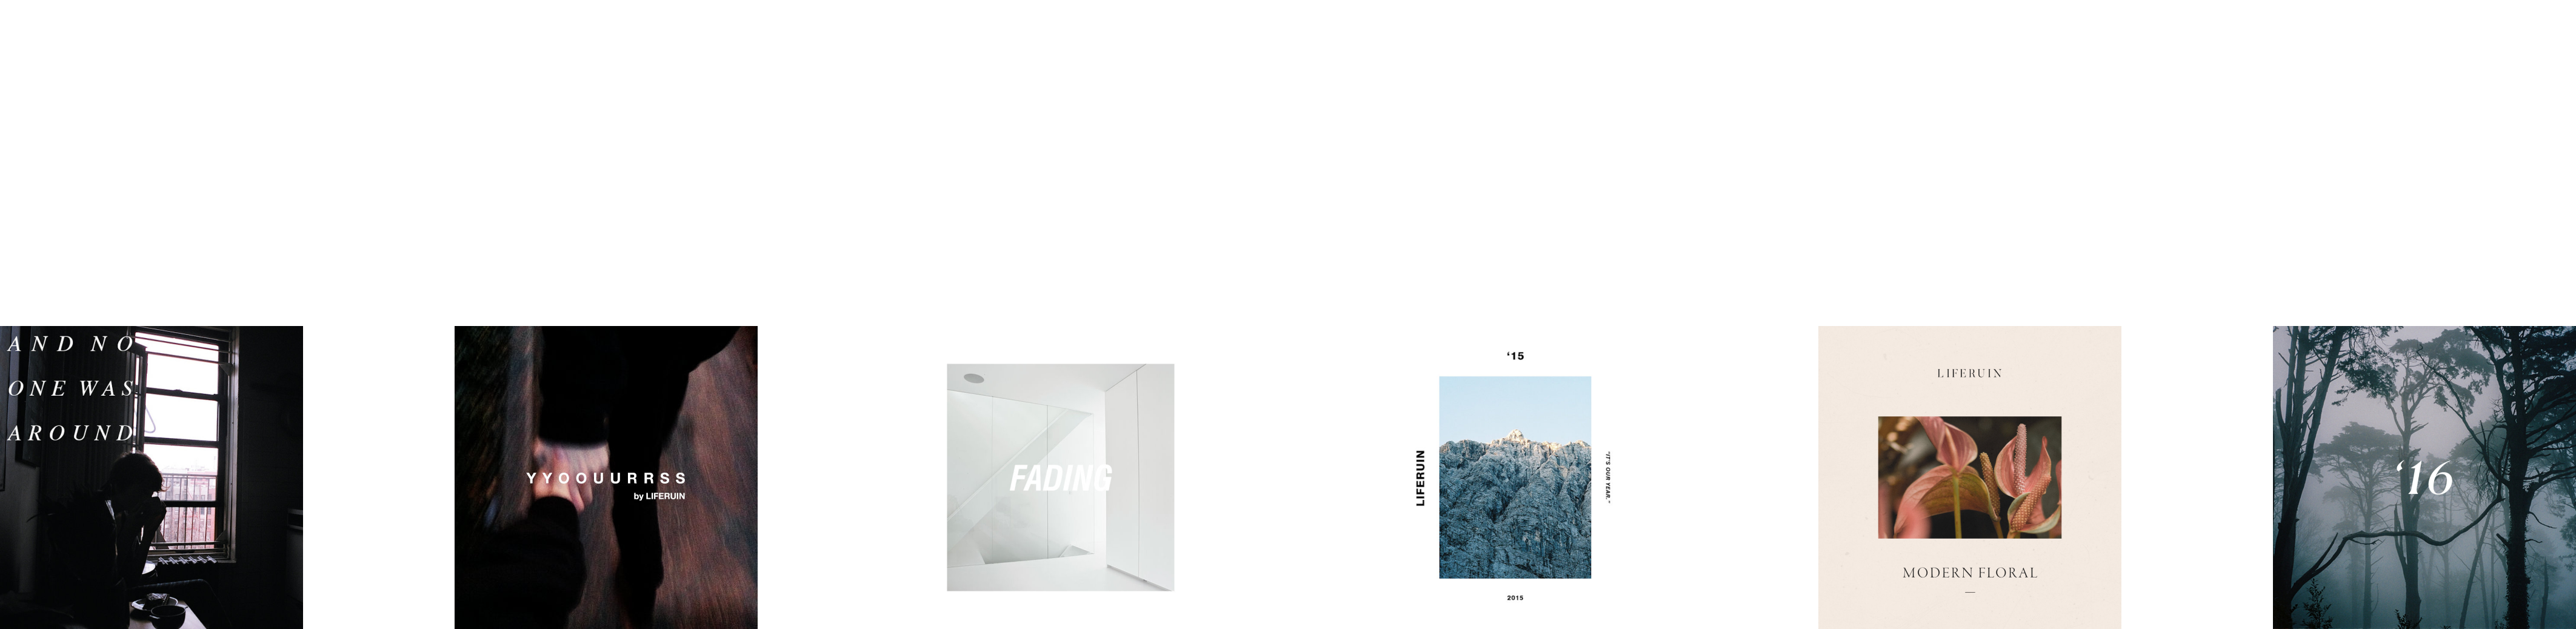 AND NO
ONE WAS
AROUND
YYOOUURRSS
by LIFERUIN
FADING
‘15
LIFERUIN
"IT'S OUR YEAR."
2015
LIFERUIN
MODERN FLORAL
‘16